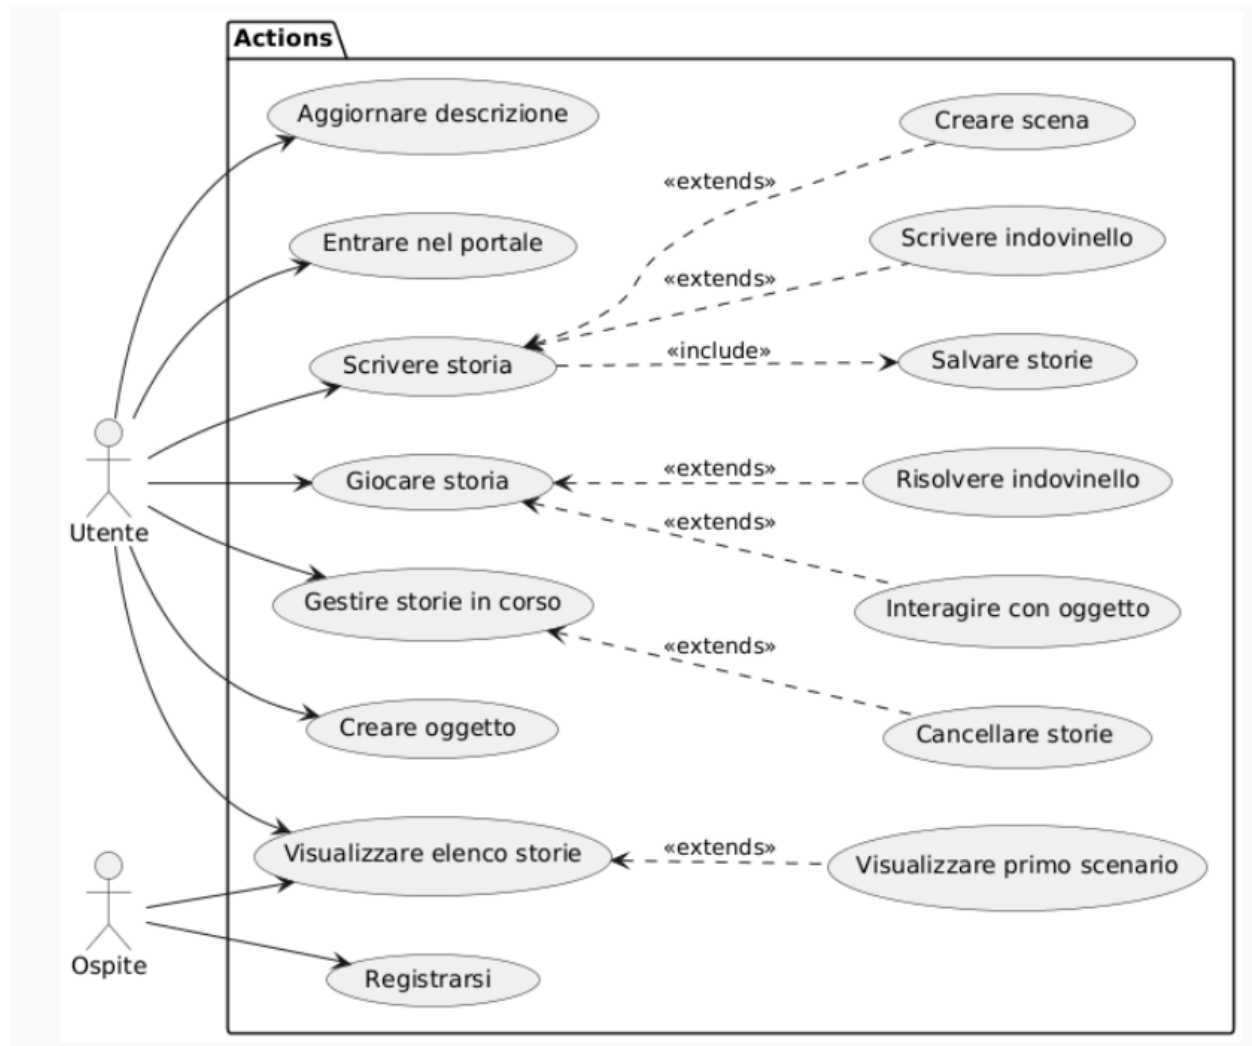 Actions
Aggiornare descrizione
Creare scena
«extends»
Entrare nel portale
Scrivere indovinello
«extends»
Scrivere storia
«include»
Salvare storie
Giocare storia
«extends»
Risolvere indovinello
«extends»
Utente
Gestire storie in corso
Interagire con oggetto
«extends»
Creare oggetto
Cancellare storie
Visualizzare elenco storie
«extends»
Visualizzare primo scenario
Ospite
Registrarsi